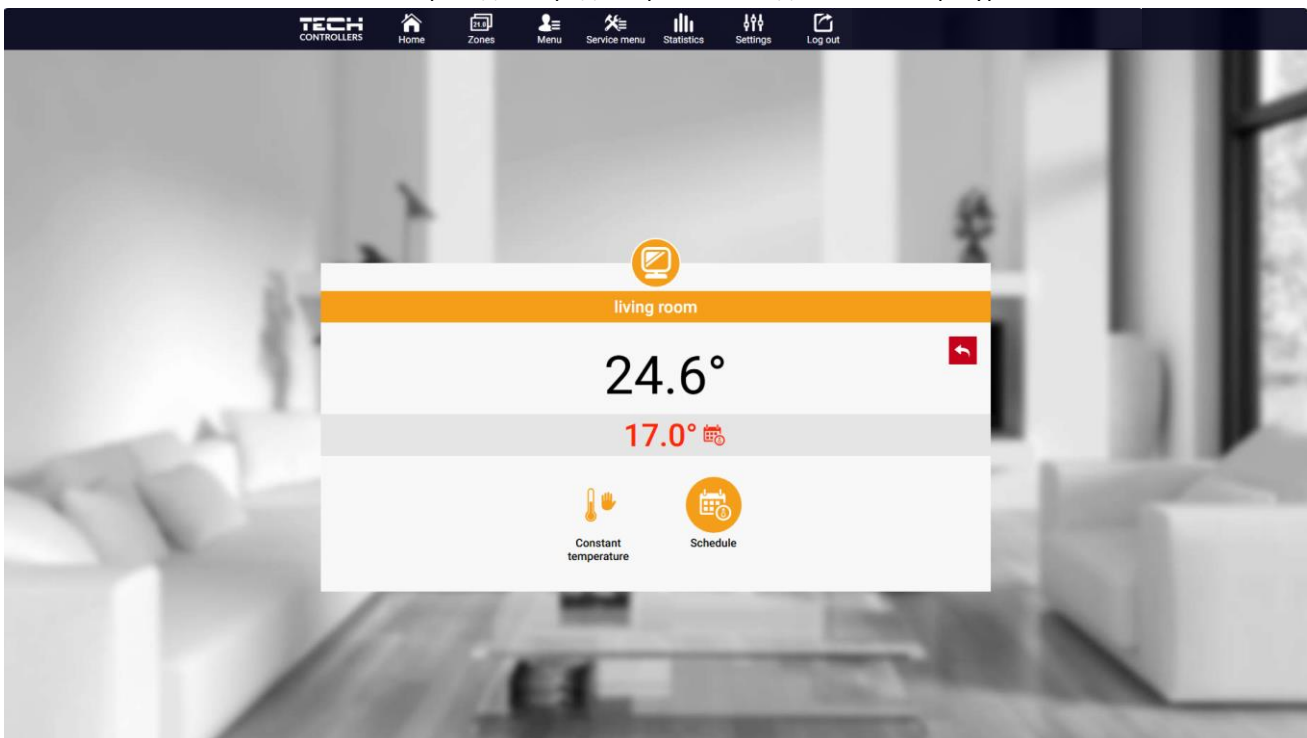 TECH
CONTROLLERS
Home
21.0
Zones
Menu
Service menu
Statistics
Settings
Log out
living room
24.6°
17.0°
Constant
temperature
Schedule